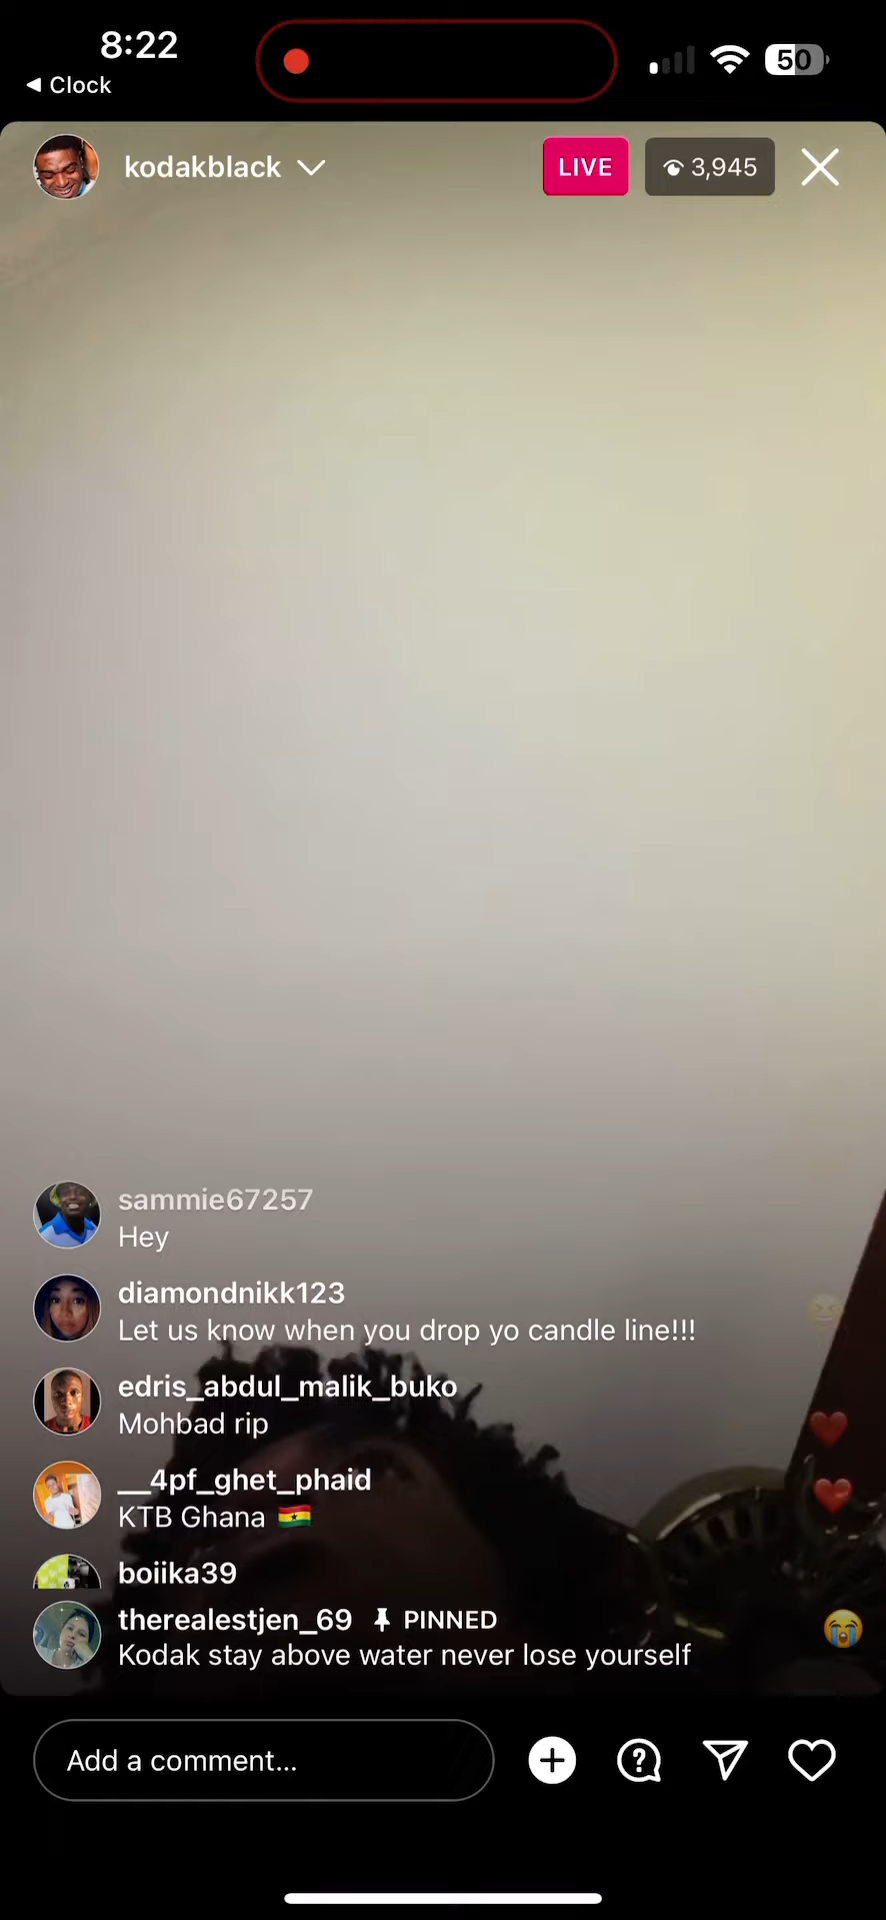 8:22
50
◀ Clock
kodakblack
LIVE
3,945
sammie67257
Hey
diamondnikk123
Let us know when you drop yo candle line!!!
edris_abdul_malik_buko
Mohbad rip
__4pf_ghet_phaid
KTB Ghana 🇬🇭
boiika39
therealestjen_69 PINNED
Kodak stay above water never lose yourself
Add a comment...